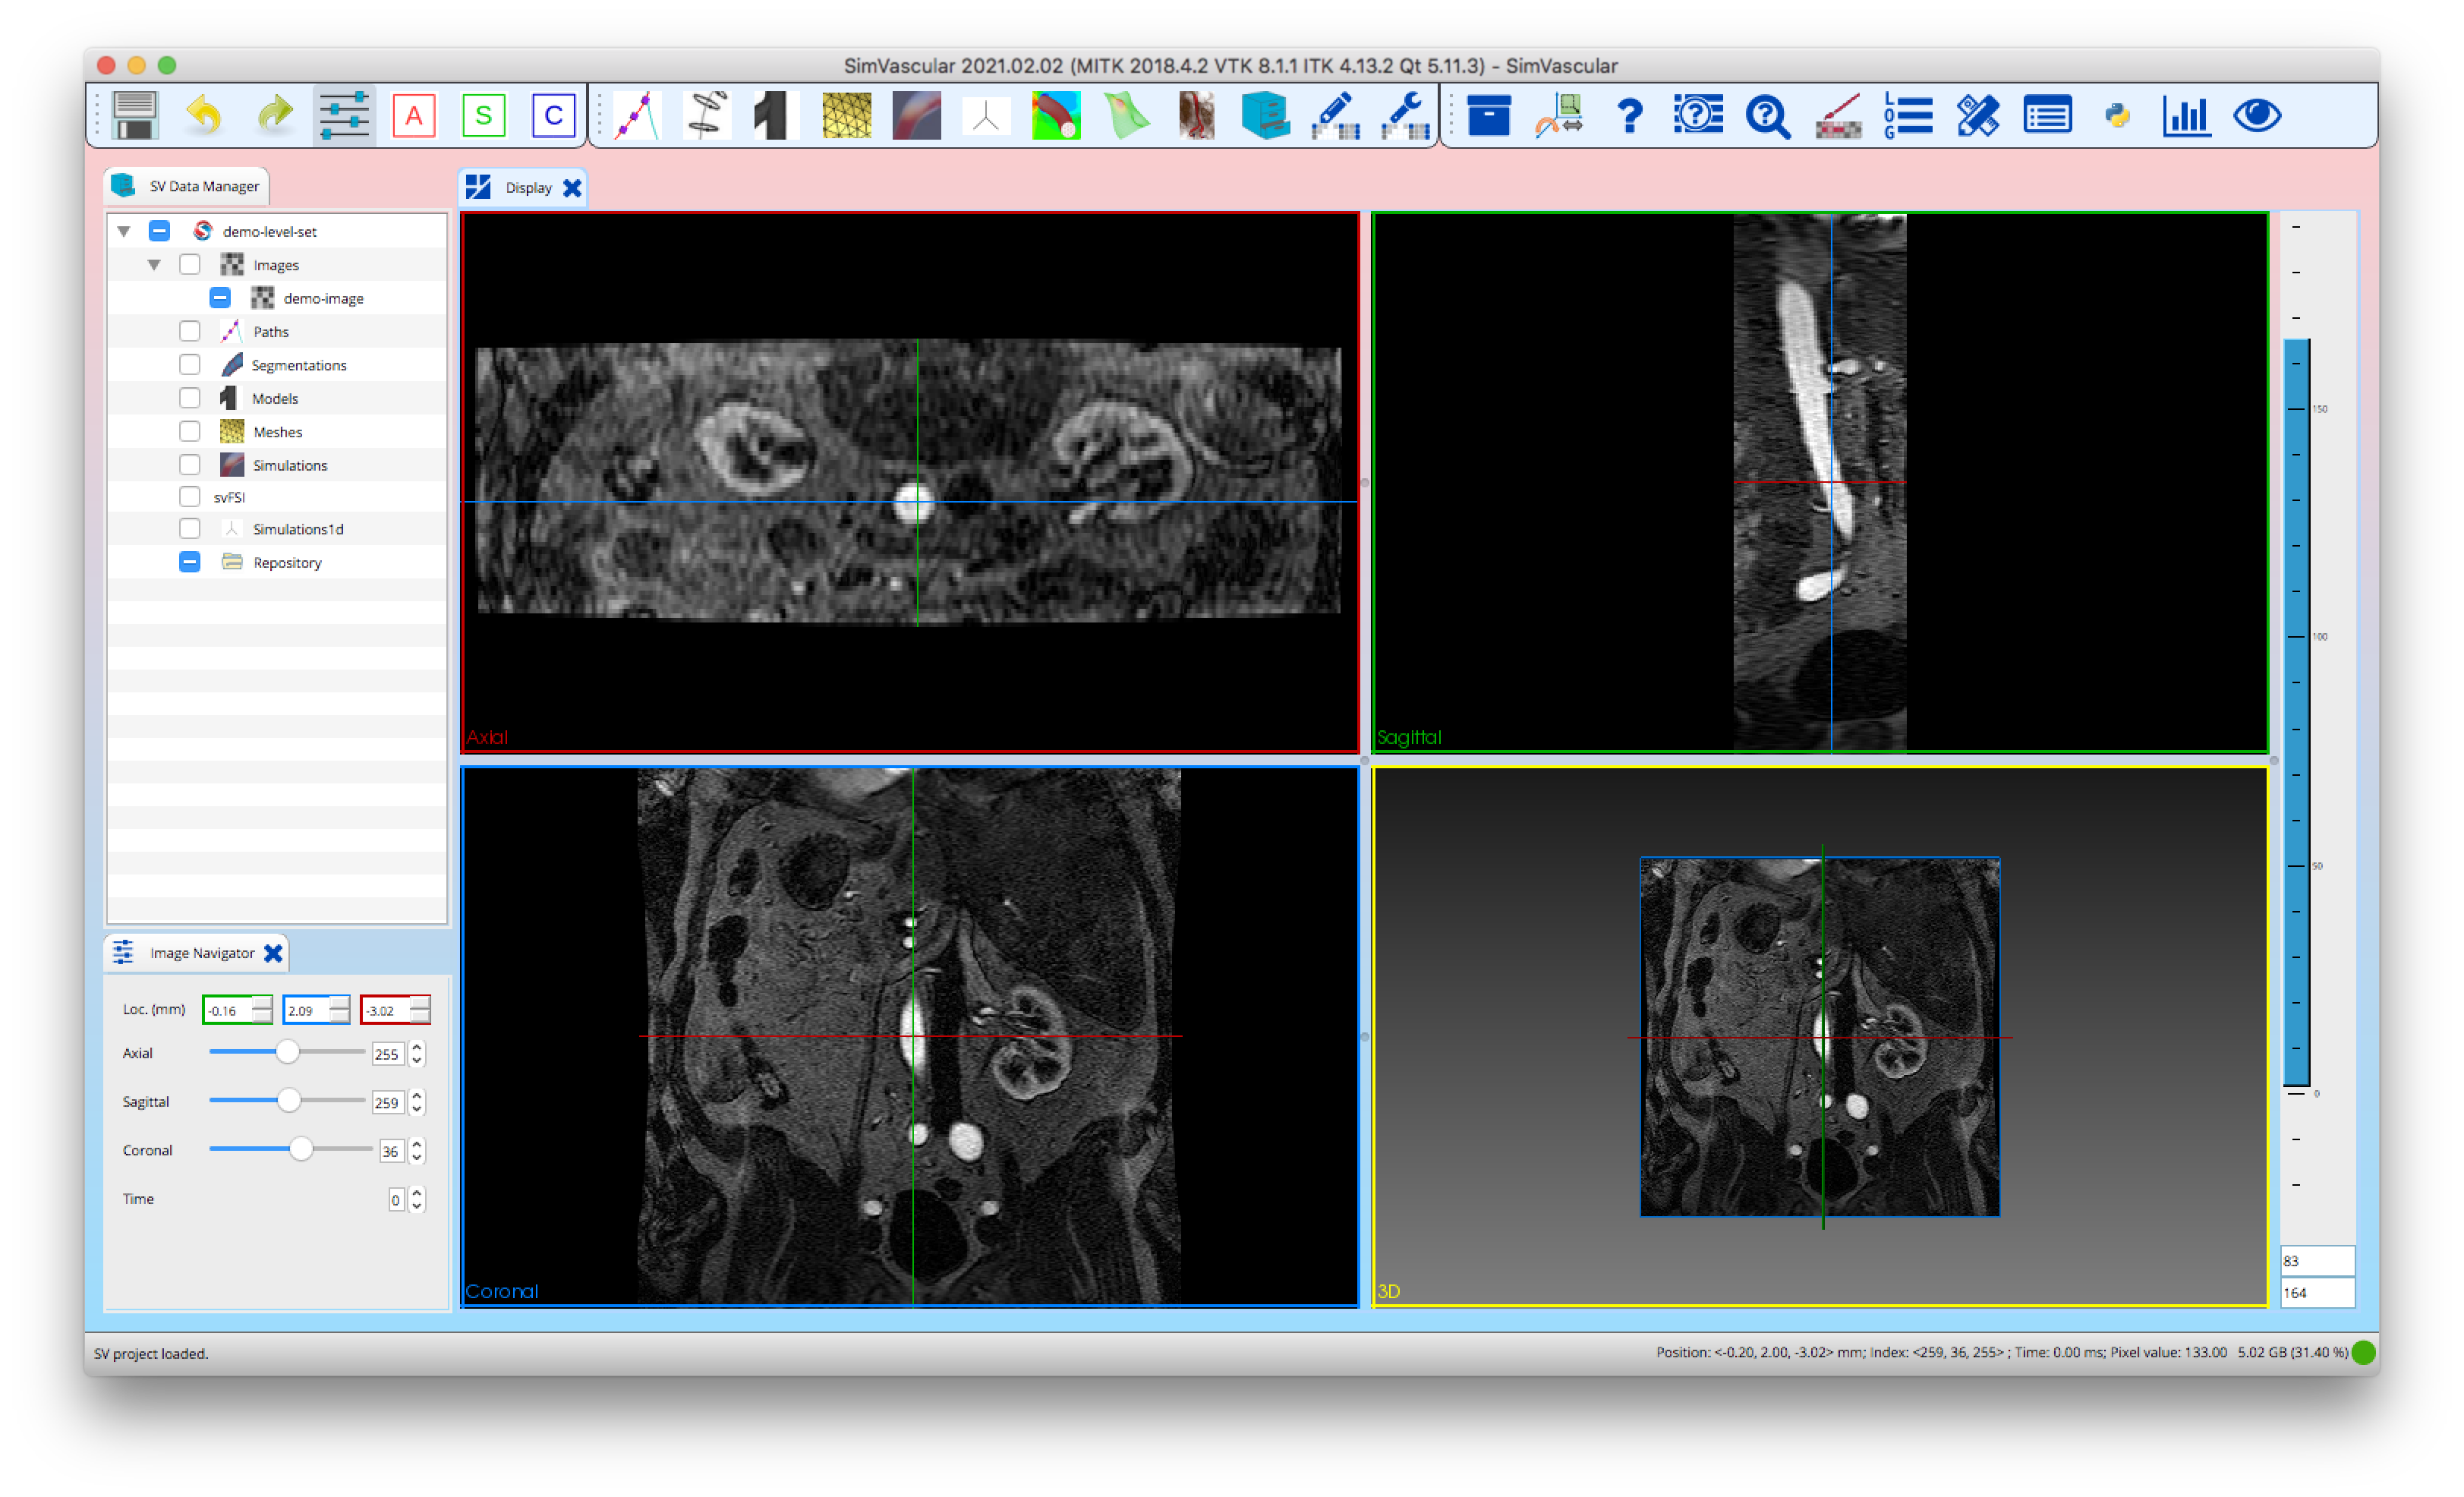 SimVascular 2021.02.02 (MITK 2018.4.2 VTK 8.1.1 ITK 4.13.2 Qt 5.11.3) - SimVascular
A S C
LOG
SV Data Manager
Display
demo-level-set
Images
demo-image
Paths
Segmentations
Models
Meshes
Simulations
svFSI
Simulations1d
Repository
Axial
Sagittal
150
100
50
0
Image Navigator
Loc. (mm) -0.16 2.09 -3.02
Axial 255
Sagittal 259
Coronal 36
Time 0
Coronal
3D
83
164
SV project loaded.
Position: <-0.20, 2.00, -3.02> mm; Index: <259, 36, 255> ; Time: 0.00 ms; Pixel value: 133.00 5.02 GB (31.40 %)